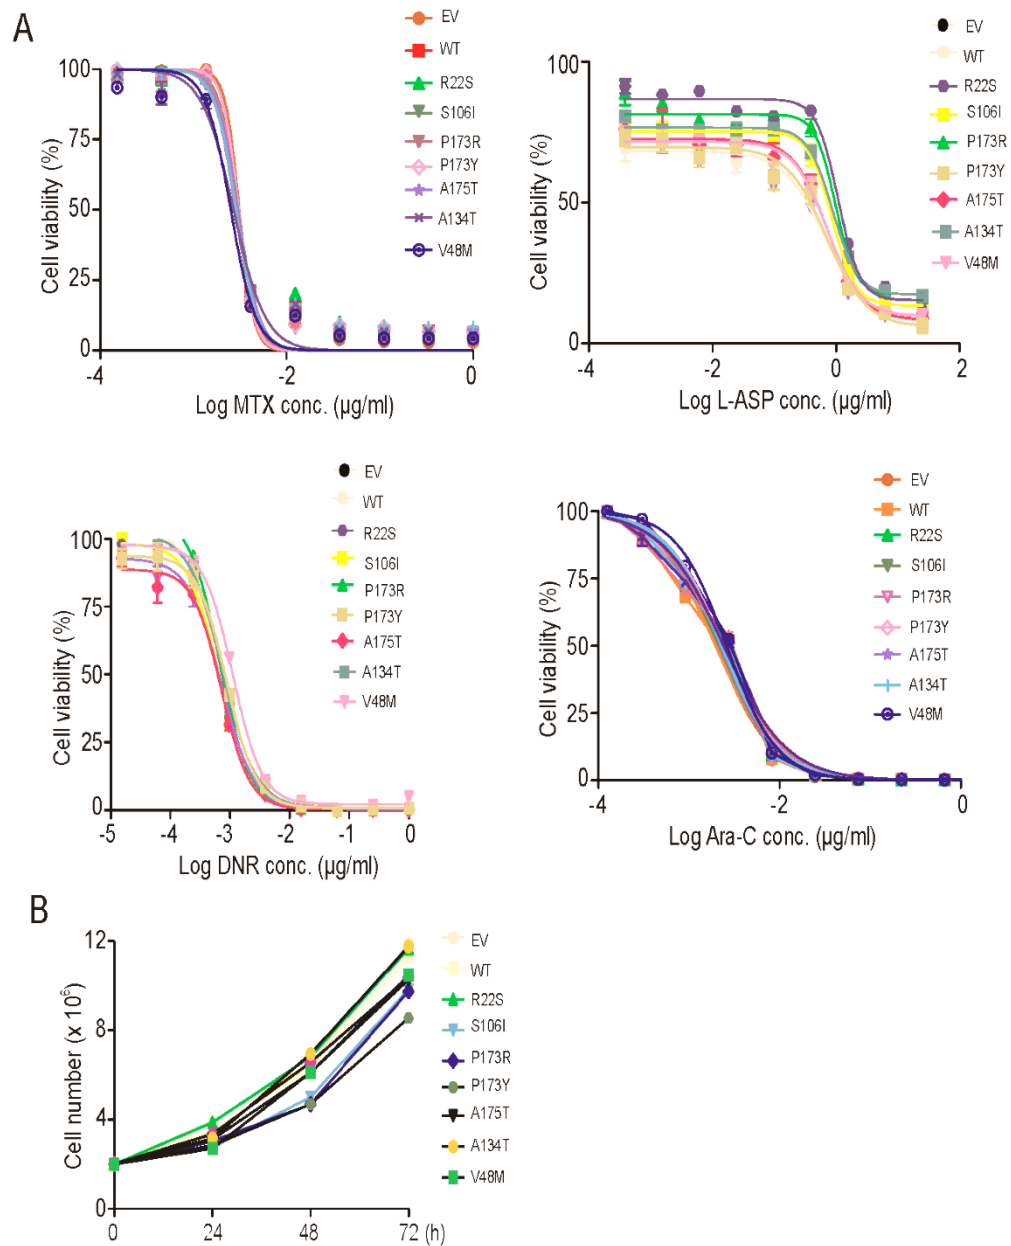 A
EV
WT
R22S
S106I
P173R
P173Y
A175T
A134T
V48M
100
75
50
25
0
-4
-2
0
Cell viability (%)
Log MTX conc. (µg/ml)
EV
WT
R22S
S106I
P173R
P173Y
A175T
A134T
V48M
100
50
0
-4
-2
0
2
Cell viability (%)
Log L-ASP conc. (µg/ml)
EV
WT
R22S
S106I
P173R
P173Y
A175T
A134T
V48M
100
75
50
25
0
-5
-4
-3
-2
-1
0
Cell viability (%)
Log DNR conc. (µg/ml)
EV
WT
R22S
S106I
P173R
P173Y
A175T
A134T
V48M
100
75
50
25
0
-4
-2
0
Cell viability (%)
Log Ara-C conc. (µg/ml)
B
EV
WT
R22S
S106I
P173R
P173Y
A175T
A134T
V48M
12
8
4
0
0
24
48
72 (h)
Cell number (x 10⁶)